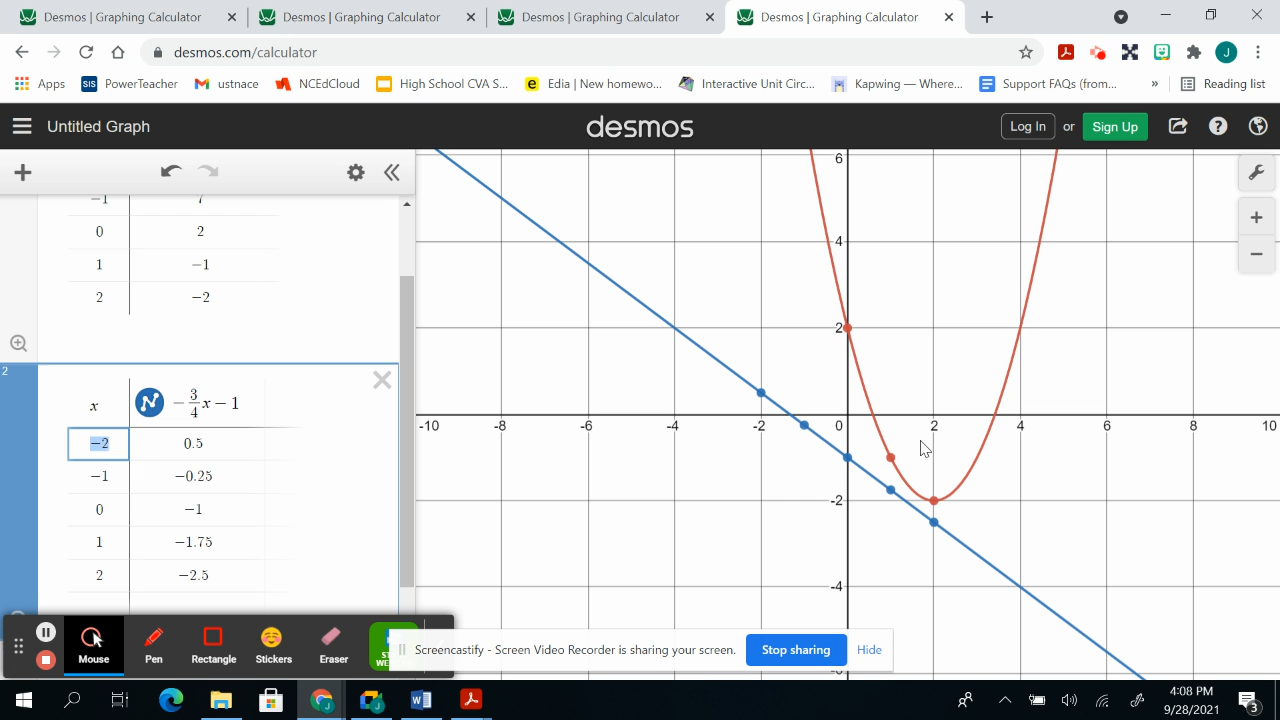 Desmos | Graphing Calculator
Desmos | Graphing Calculator
Desmos | Graphing Calculator
Desmos | Graphing Calculator
desmos.com/calculator
J
Apps
SIS PowerTeacher
ustnace
NCEdCloud
High School CVA S...
e Edia | New homewo...
Interactive Unit Circ...
Kapwing — Where...
Support FAQs (from...
»
Reading list
Untitled Graph
desmos
Log In or Sign Up
−1 7
0 2
1 −1
2 −2
2
x −3/4x − 1
−2 0.5
−1 −0.25
0 −1
1 −1.75
2 −2.5
6
4
2
-10 -8 -6 -4 -2 0 2 4 6 8 10
-2
-4
Mouse
Pen
Rectangle
Stickers
Eraser
Screencastify - Screen Video Recorder is sharing your screen.
Stop sharing
Hide
4:08 PM
9/28/2021
3